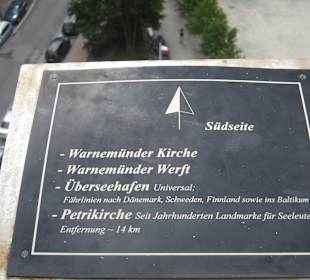 Südseite
- Warnemünder Kirche
- Warnemünder Werft
- Überseehafen Universal;
Fährlinien nach Dänemark, Schweden, Finnland sowie ins Baltikum
- Petrikirche Seit Jahrhunderten Landmarke für Seeleute
Entfernung ~ 14 km